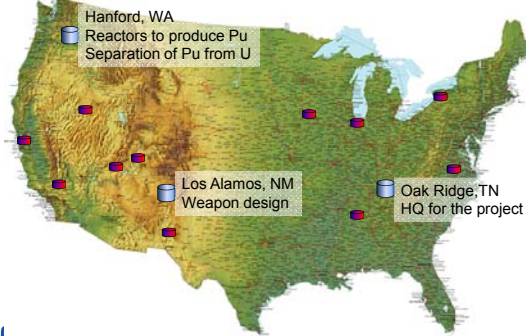 Hanford, WA
Reactors to produce Pu
Separation of Pu from U
Los Alamos, NM
Weapon design
Oak Ridge,TN
HQ for the project